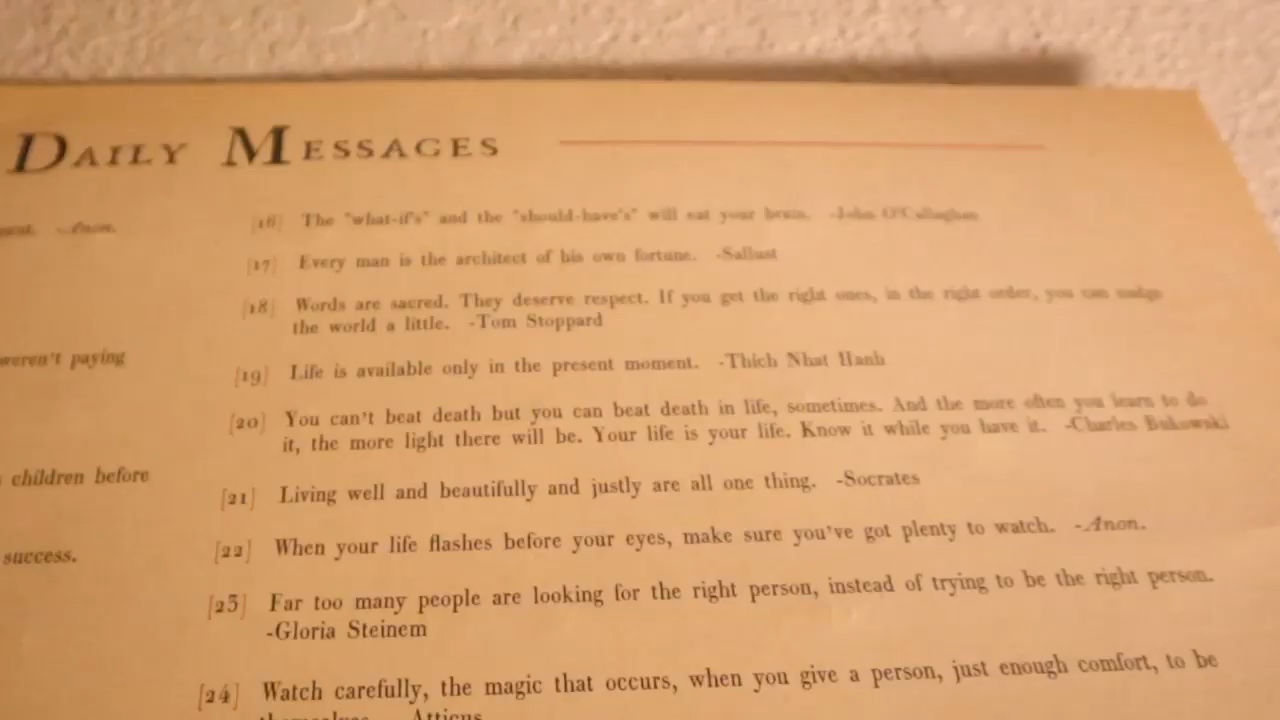 DAILY MESSAGES
Anon.
[16] The "what-if's" and the "should-have's" will eat your brain. -John O'Callaghan
[17] Every man is the architect of his own fortune. -Sallust
[18] Words are sacred. They deserve respect. If you get the right ones, in the right order, you can nudge
the world a little. -Tom Stoppard
weren't paying
[19] Life is available only in the present moment. -Thich Nhat Hanh
[20] You can't beat death but you can beat death in life, sometimes. And the more often you learn to do
it, the more light there will be. Your life is your life. Know it while you have it. -Charles Bukowski
children before
[21] Living well and beautifully and justly are all one thing. -Socrates
[22] When your life flashes before your eyes, make sure you've got plenty to watch. -Anon.
success.
[23] Far too many people are looking for the right person, instead of trying to be the right person.
-Gloria Steinem
[24] Watch carefully, the magic that occurs, when you give a person, just enough comfort, to be
themselves. Atticus